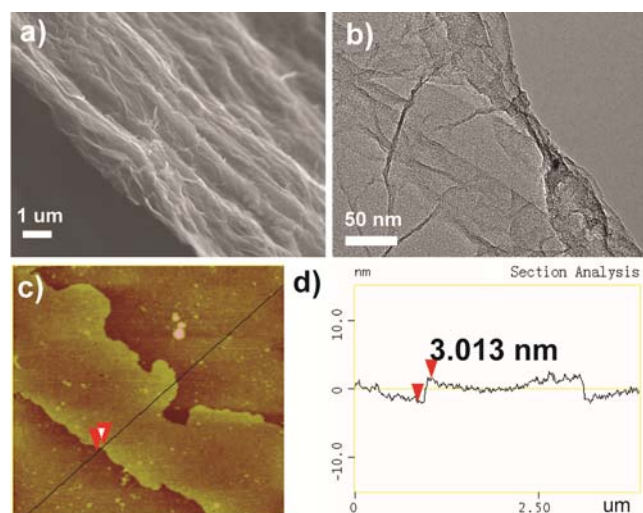 a)
1 um
b)
50 nm
c)
d)
nm
Section Analysis
3.013 nm
10.0
0
-10.0
0
2.50
um